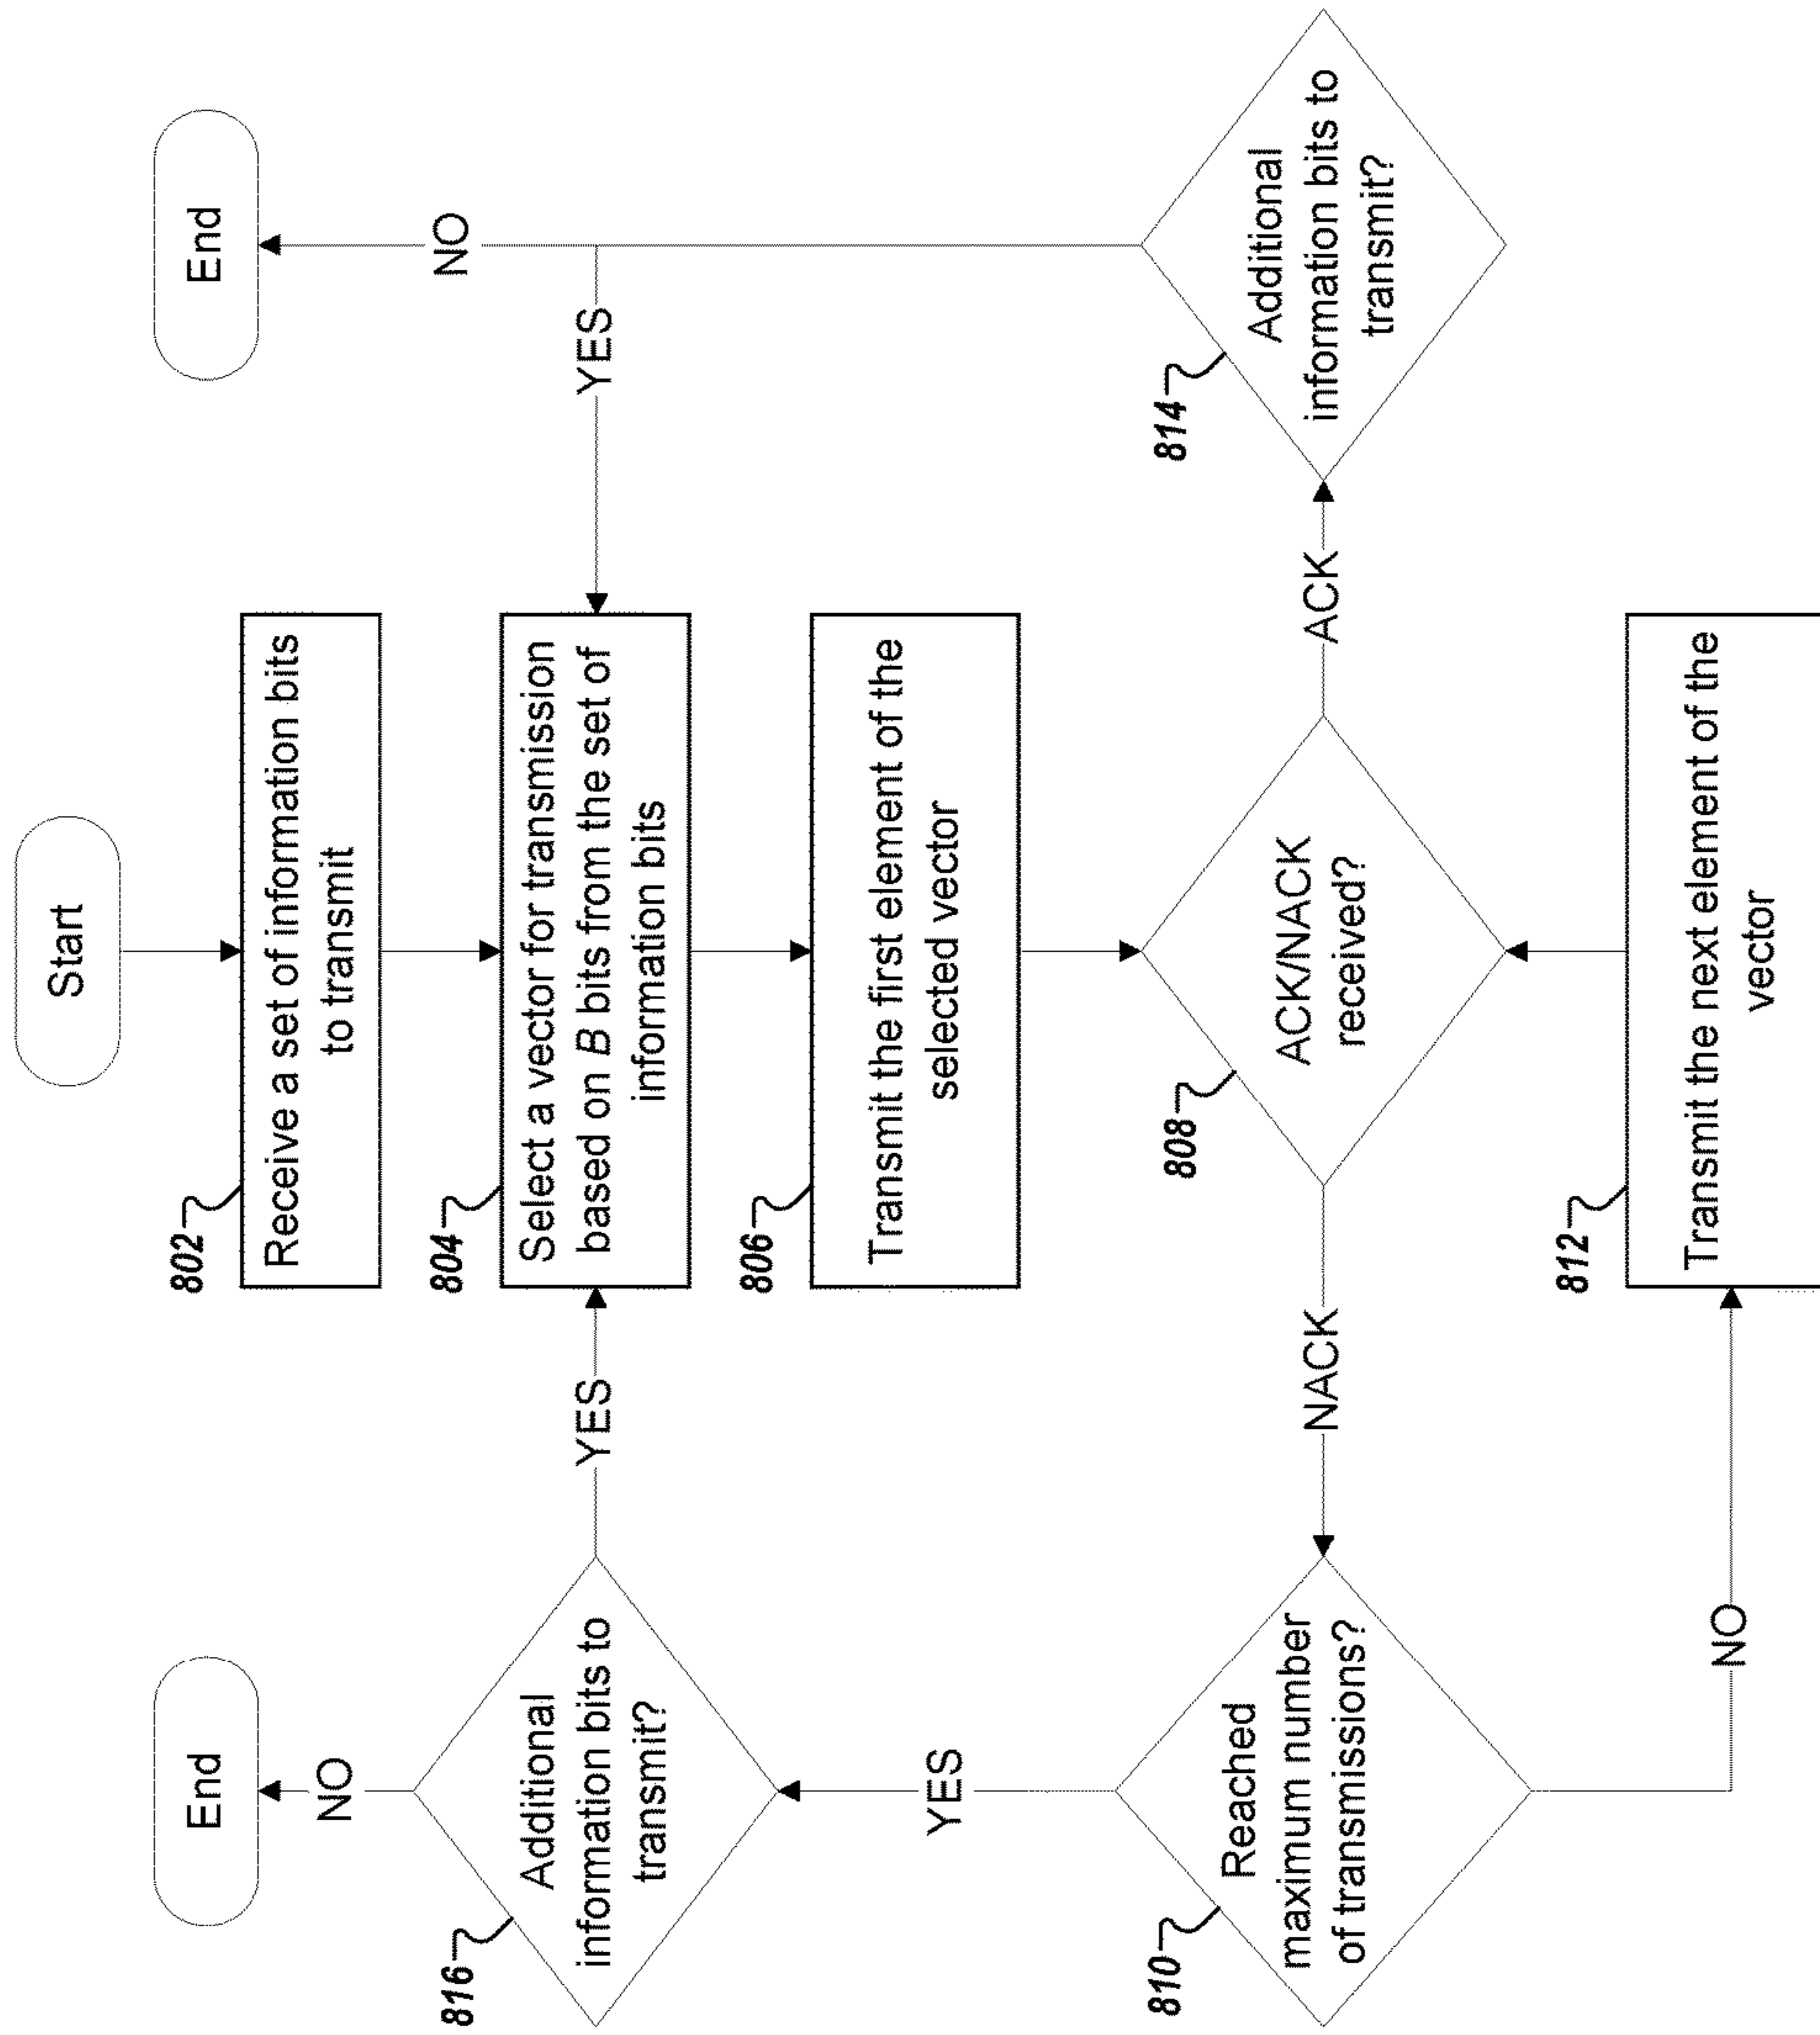 Start
802
Receive a set of information bits
to transmit
804
Select a vector for transmission
based on B bits from the set of
information bits
806
Transmit the first element of the
selected vector
808
ACK/NACK
received?
ACK
814
Additional
information bits to
transmit?
YES
NO
End
NACK
810
Reached
maximum number
of transmissions?
NO
812
Transmit the next element of the
vector
YES
816
Additional
information bits to
transmit?
YES
NO
End